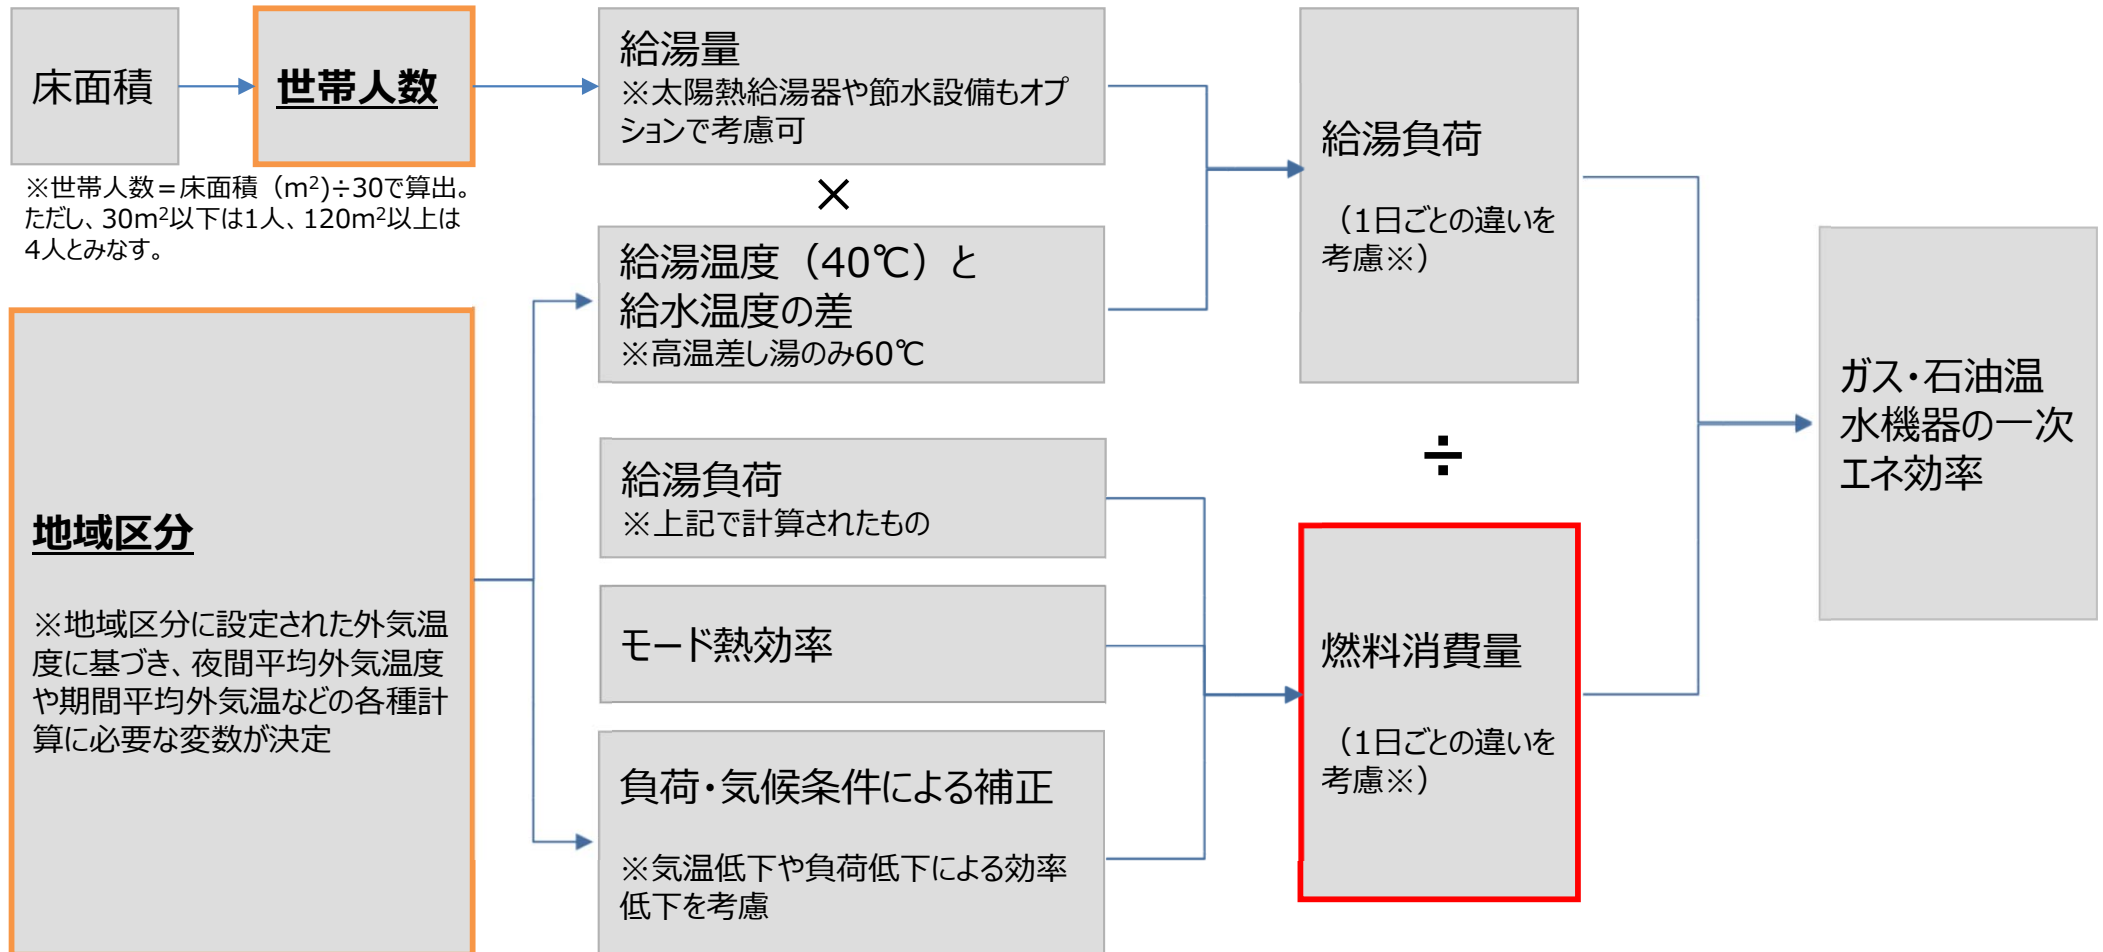 床面積
世帯人数
※世帯人数＝床面積（m²)÷30で算出。
ただし、30m²以下は1人、120m²以上は
4人とみなす。
給湯量
※太陽熱給湯器や節水設備もオプ
ションで考慮可
×
給湯温度（40℃）と
給水温度の差
※高温差し湯のみ60℃
給湯負荷
（1日ごとの違いを
考慮※）
地域区分
※地域区分に設定された外気温
度に基づき、夜間平均外気温度
や期間平均外気温などの各種計
算に必要な変数が決定
給湯負荷
※上記で計算されたもの
モード熱効率
負荷・気候条件による補正
※気温低下や負荷低下による効率
低下を考慮
÷
燃料消費量
（1日ごとの違いを
考慮※）
ガス・石油温
水機器の一次
エネ効率